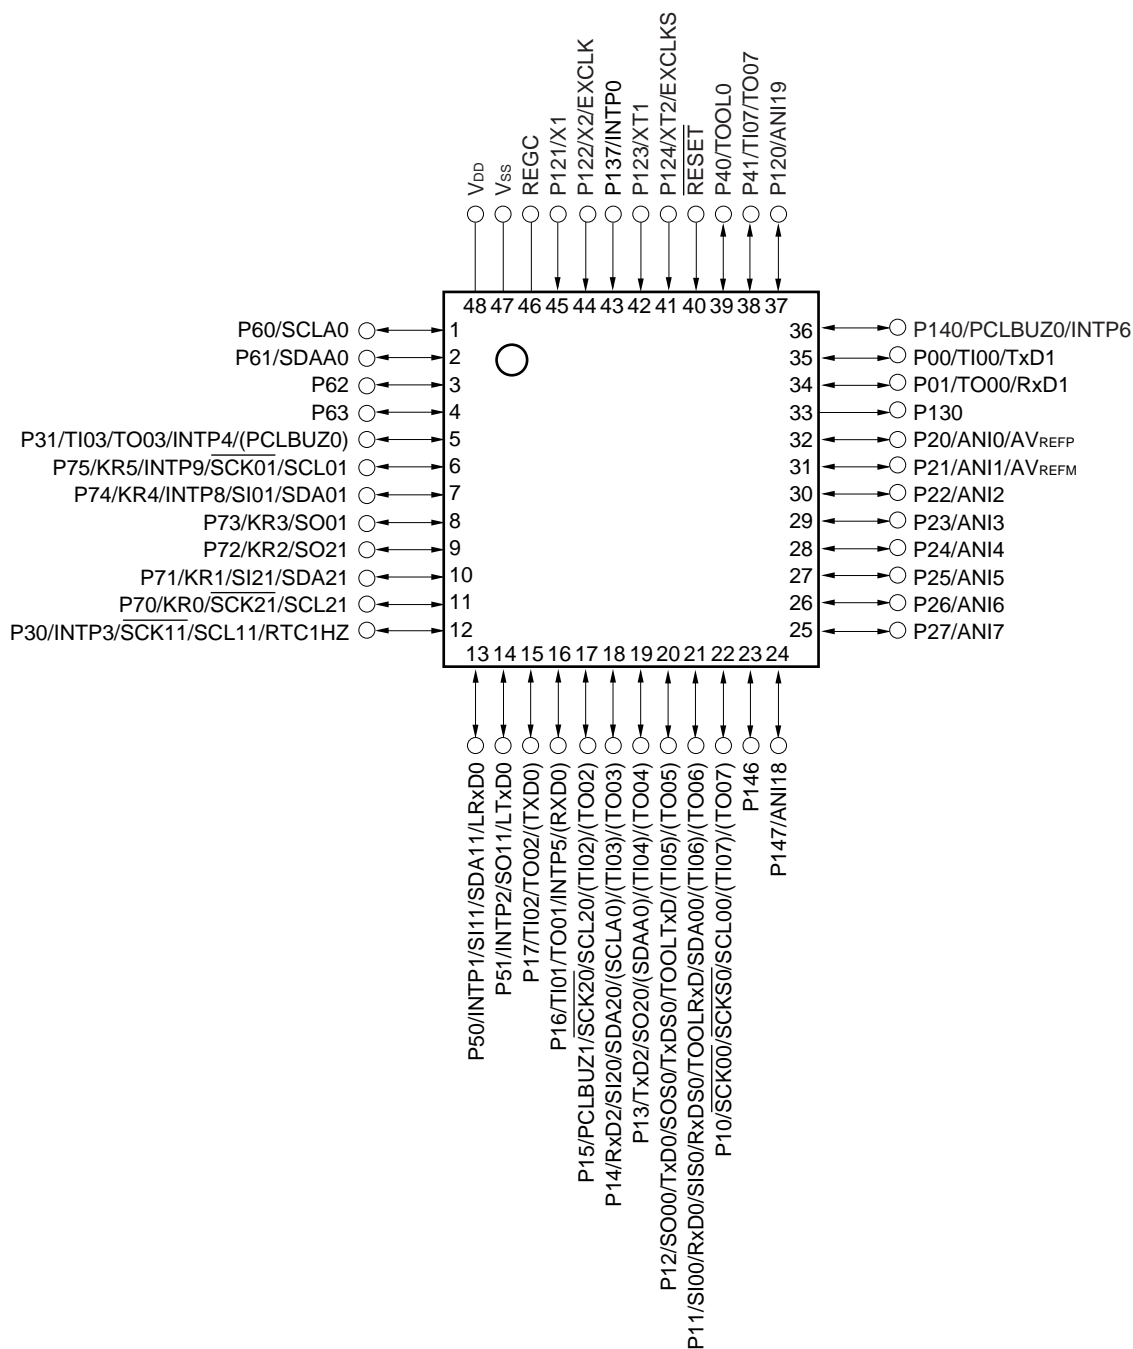 VDD
VSS
REGC
P121/X1
P122/X2/EXCLK
P137/INTP0
P123/XT1
P124/XT2/EXCLKS
RESET
P40/TOOL0
P41/TI07/TO07
P120/ANI19
48 47 46 45 44 43 42 41 40 39 38 37
P60/SCLA0 1
P61/SDAA0 2
P62 3
P63 4
P31/TI03/TO03/INTP4/(PCLBUZ0) 5
P75/KR5/INTP9/SCK01/SCL01 6
P74/KR4/INTP8/SI01/SDA01 7
P73/KR3/SO01 8
P72/KR2/SO21 9
P71/KR1/SI21/SDA21 10
P70/KR0/SCK21/SCL21 11
P30/INTP3/SCK11/SCL11/RTC1HZ 12
36 P140/PCLBUZ0/INTP6
35 P00/TI00/TxD1
34 P01/TO00/RxD1
33 P130
32 P20/ANI0/AVREFP
31 P21/ANI1/AVREFM
30 P22/ANI2
29 P23/ANI3
28 P24/ANI4
27 P25/ANI5
26 P26/ANI6
25 P27/ANI7
13 14 15 16 17 18 19 20 21 22 23 24
P50/INTP1/SI11/SDA11/LRxD0
P51/INTP2/SO11/LTxD0
P17/TI02/TO02/(TXD0)
P16/TI01/TO01/INTP5/(RXD0)
P15/PCLBUZ1/SCK20/SCL20/(TI02)/(TO02)
P14/RxD2/SI20/SDA20/(SCLA0)/(TI03)/(TO03)
P13/TxD2/SO20/(SDAA0)/(TI04)/(TO04)
P12/SO00/TxD0/SOS0/TxDS0/TOOLTxD/(TI05)/(TO05)
P11/SI00/RxD0/SIS0/RxDS0/TOOLRxD/SDA00/(TI06)/(TO06)
P10/SCK00/SCKS0/SCL00/(TI07)/(TO07)
P146
P147/ANI18